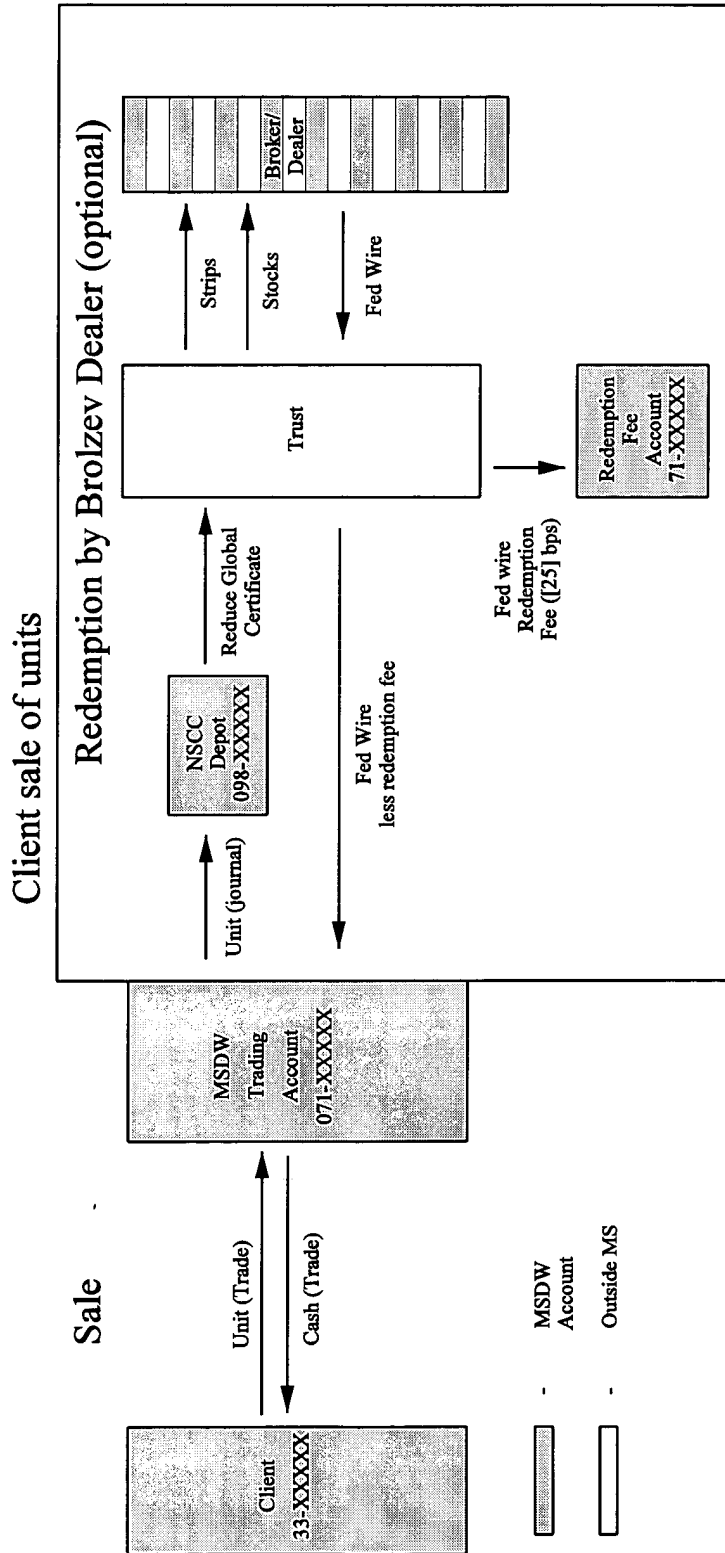 Client sale of units
Sale
Redemption by Brolzev Dealer (optional)
Client
33-XXXXX
Unit (Trade)
Cash (Trade)
MSDW
Trading
Account
071-XXXXX
Unit (journal)
NSCC
Depot
098-XXXXX
Reduce Global
Certificate
Fed Wire
less redemption fee
Trust
Strips
Stocks
Fed Wire
Broker/
Dealer
Fed wire
Redemption
Fee ([25] bps)
Redemption
Fee
Account
71-XXXXX
- MSDW
Account
- Outside MS